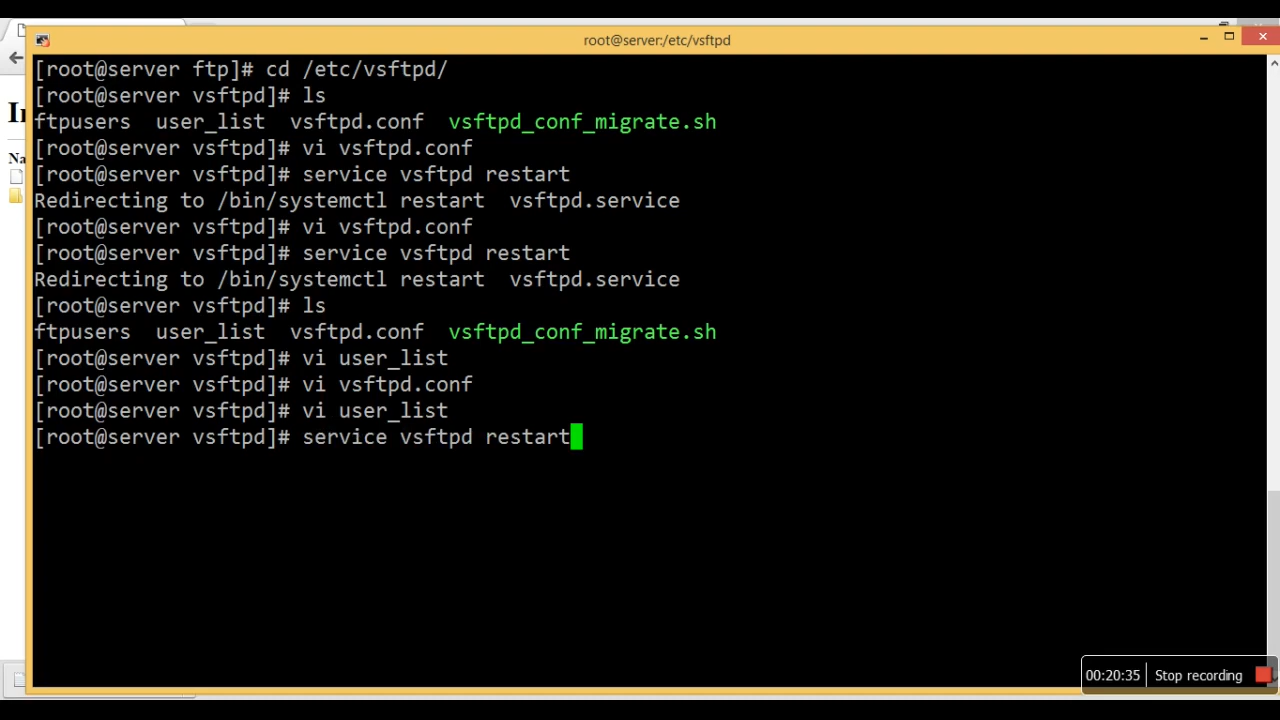 root@server:/etc/vsftpd
[root@server ftp]# cd /etc/vsftpd/
[root@server vsftpd]# ls
ftpusers  user_list  vsftpd.conf  vsftpd_conf_migrate.sh
[root@server vsftpd]# vi vsftpd.conf
[root@server vsftpd]# service vsftpd restart
Redirecting to /bin/systemctl restart  vsftpd.service
[root@server vsftpd]# vi vsftpd.conf
[root@server vsftpd]# service vsftpd restart
Redirecting to /bin/systemctl restart  vsftpd.service
[root@server vsftpd]# ls
ftpusers  user_list  vsftpd.conf  vsftpd_conf_migrate.sh
[root@server vsftpd]# vi user_list
[root@server vsftpd]# vi vsftpd.conf
[root@server vsftpd]# vi user_list
[root@server vsftpd]# service vsftpd restart
00:20:35 Stop recording